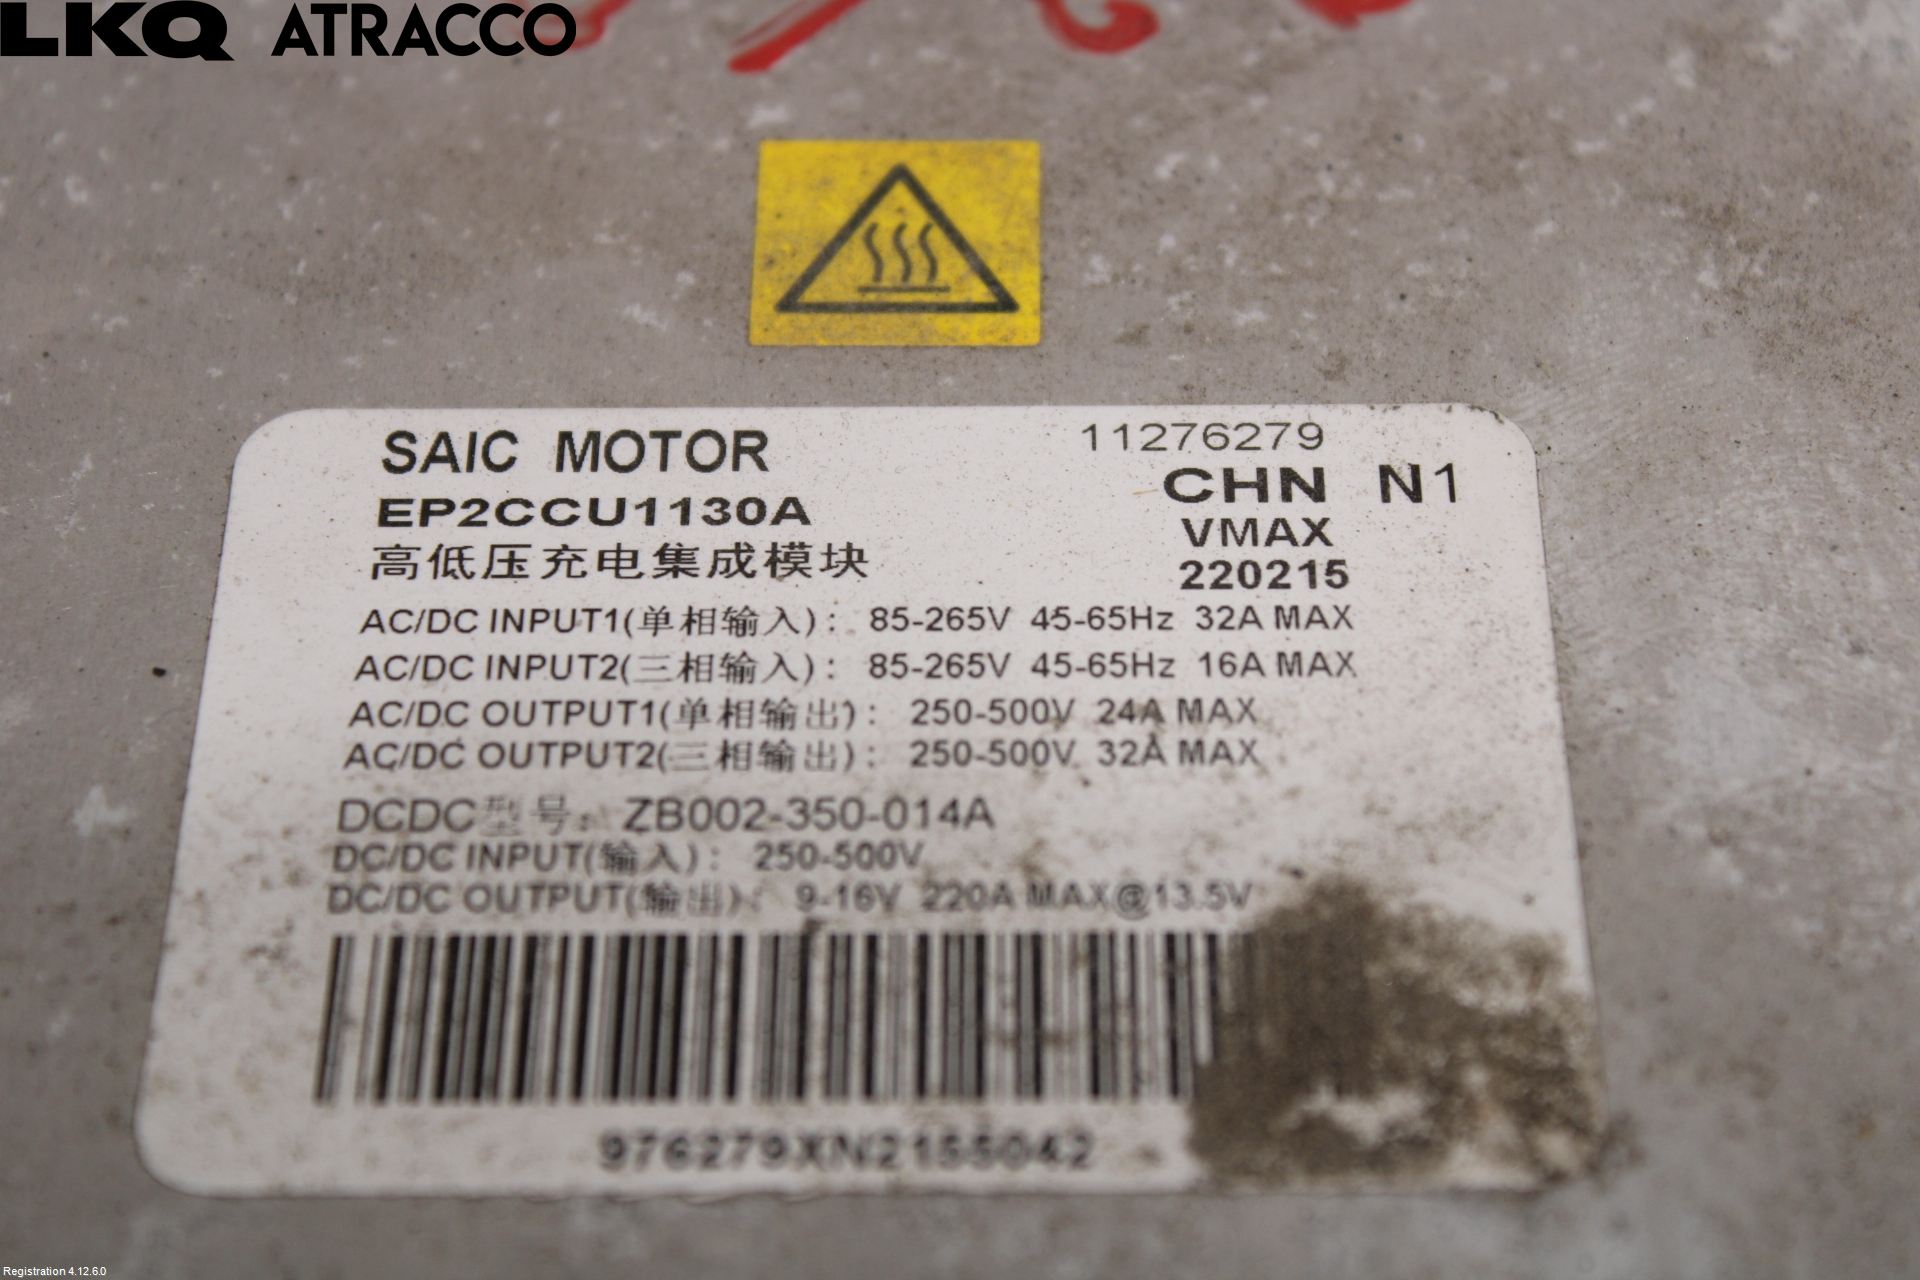 LKQ ATRACCO
SAIC MOTOR 11276279
EP2CCU1130A CHN N1
VMAX
高低压充电集成模块 220215
AC/DC INPUT1(单相输入): 85-265V 45-65Hz 32A MAX
AC/DC INPUT2(三相输入): 85-265V 45-65Hz 16A MAX
AC/DC OUTPUT1(单相输出): 250-500V 24A MAX
AC/DC OUTPUT2(三相输出): 250-500V 32A MAX
DCDC型号: ZB002-350-014A
DC/DC INPUT(输入): 250-500V
DC/DC OUTPUT(输出): 9-16V 220A MAX@13.5V
976279XN2155042
Registration 4.12.6.0